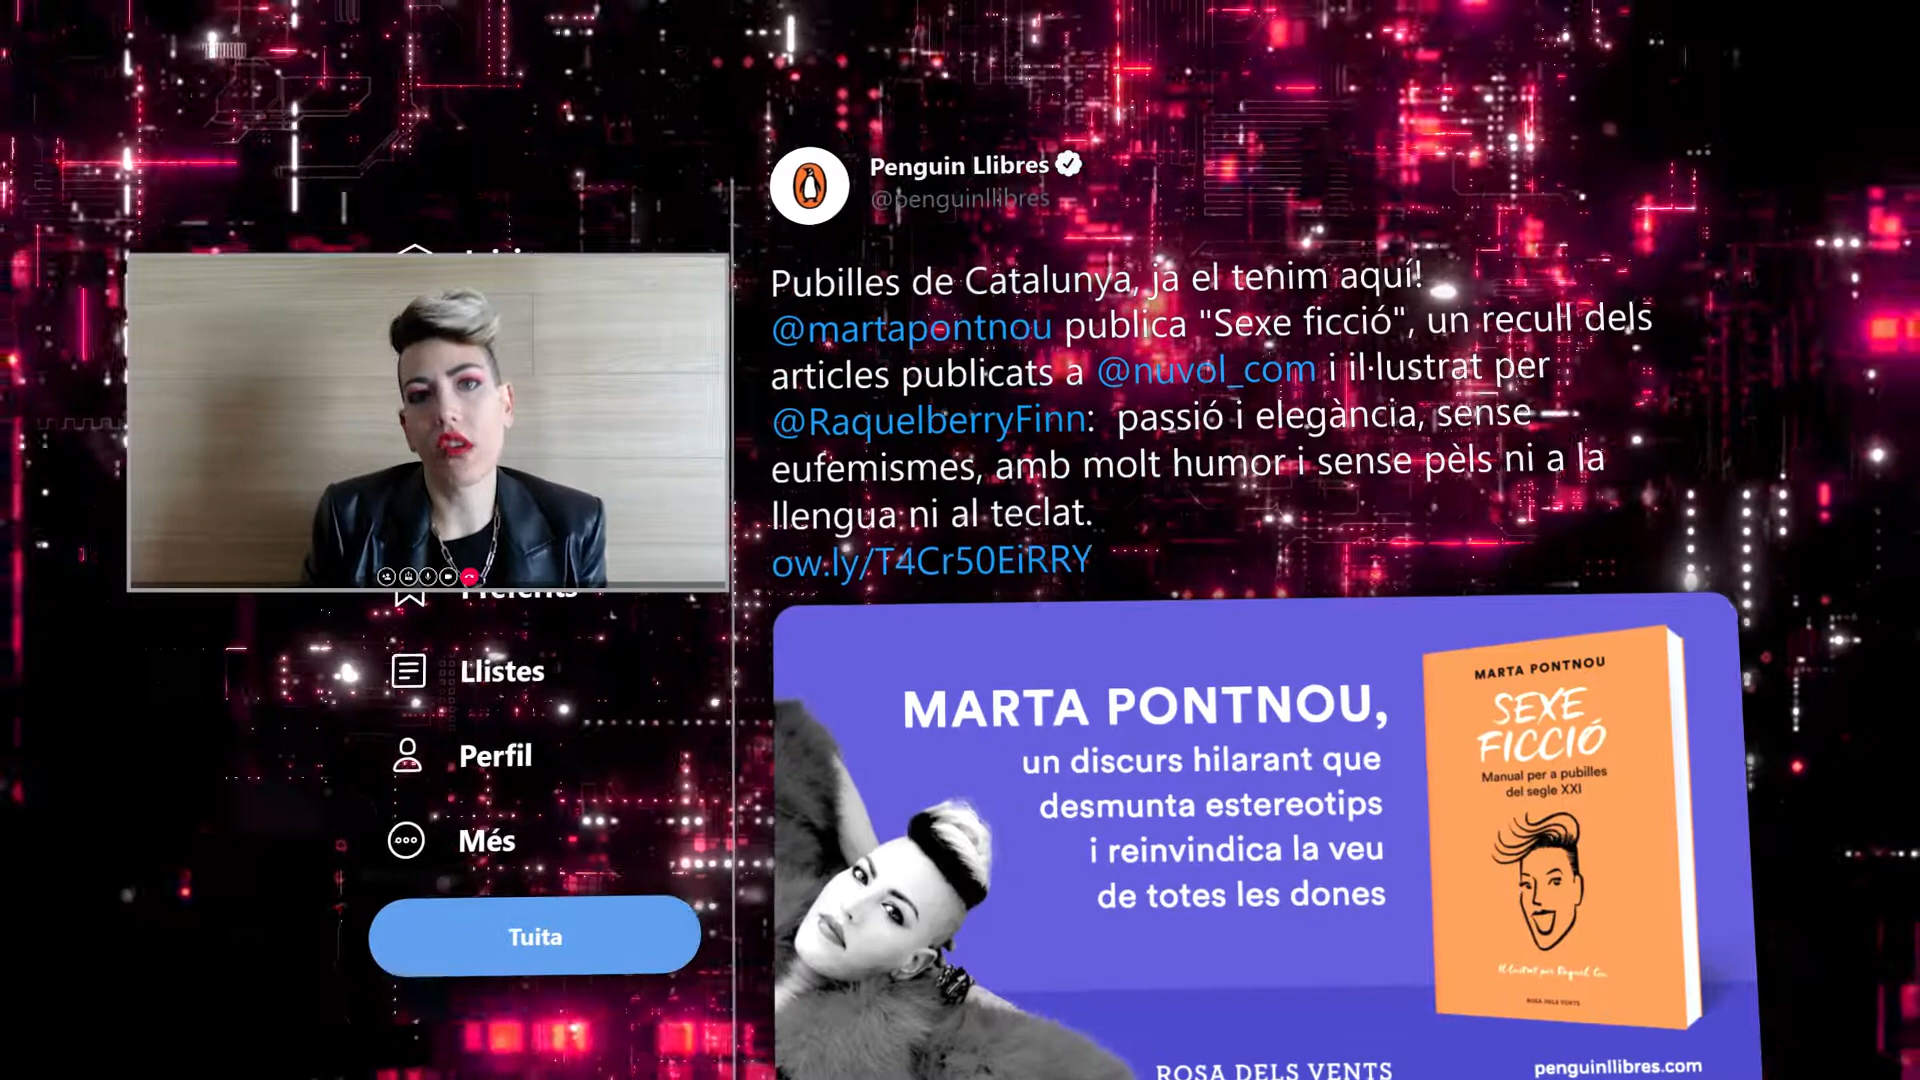 Penguin Llibres
@penguinllibres
Pubilles de Catalunya, ja el tenim aquí!
@martapontnou publica "Sexe ficció", un recull dels
articles publicats a @nuvol_com i il·lustrat per
@RaquelberryFinn: passió i elegància, sense
eufemismes, amb molt humor i sense pèls ni a la
llengua ni al teclat.
ow.ly/T4Cr50EiRRY
Llistes
Perfil
Més
Tuita
MARTA PONTNOU,
un discurs hilarant que
desmunta estereotips
i reinvindica la veu
de totes les dones
MARTA PONTNOU
SEXE
FICCIÓ
Manual per a pubilles
del segle XXI
ROSA DELS VENTS
ROSA DELS VENTS
penguinllibres.com